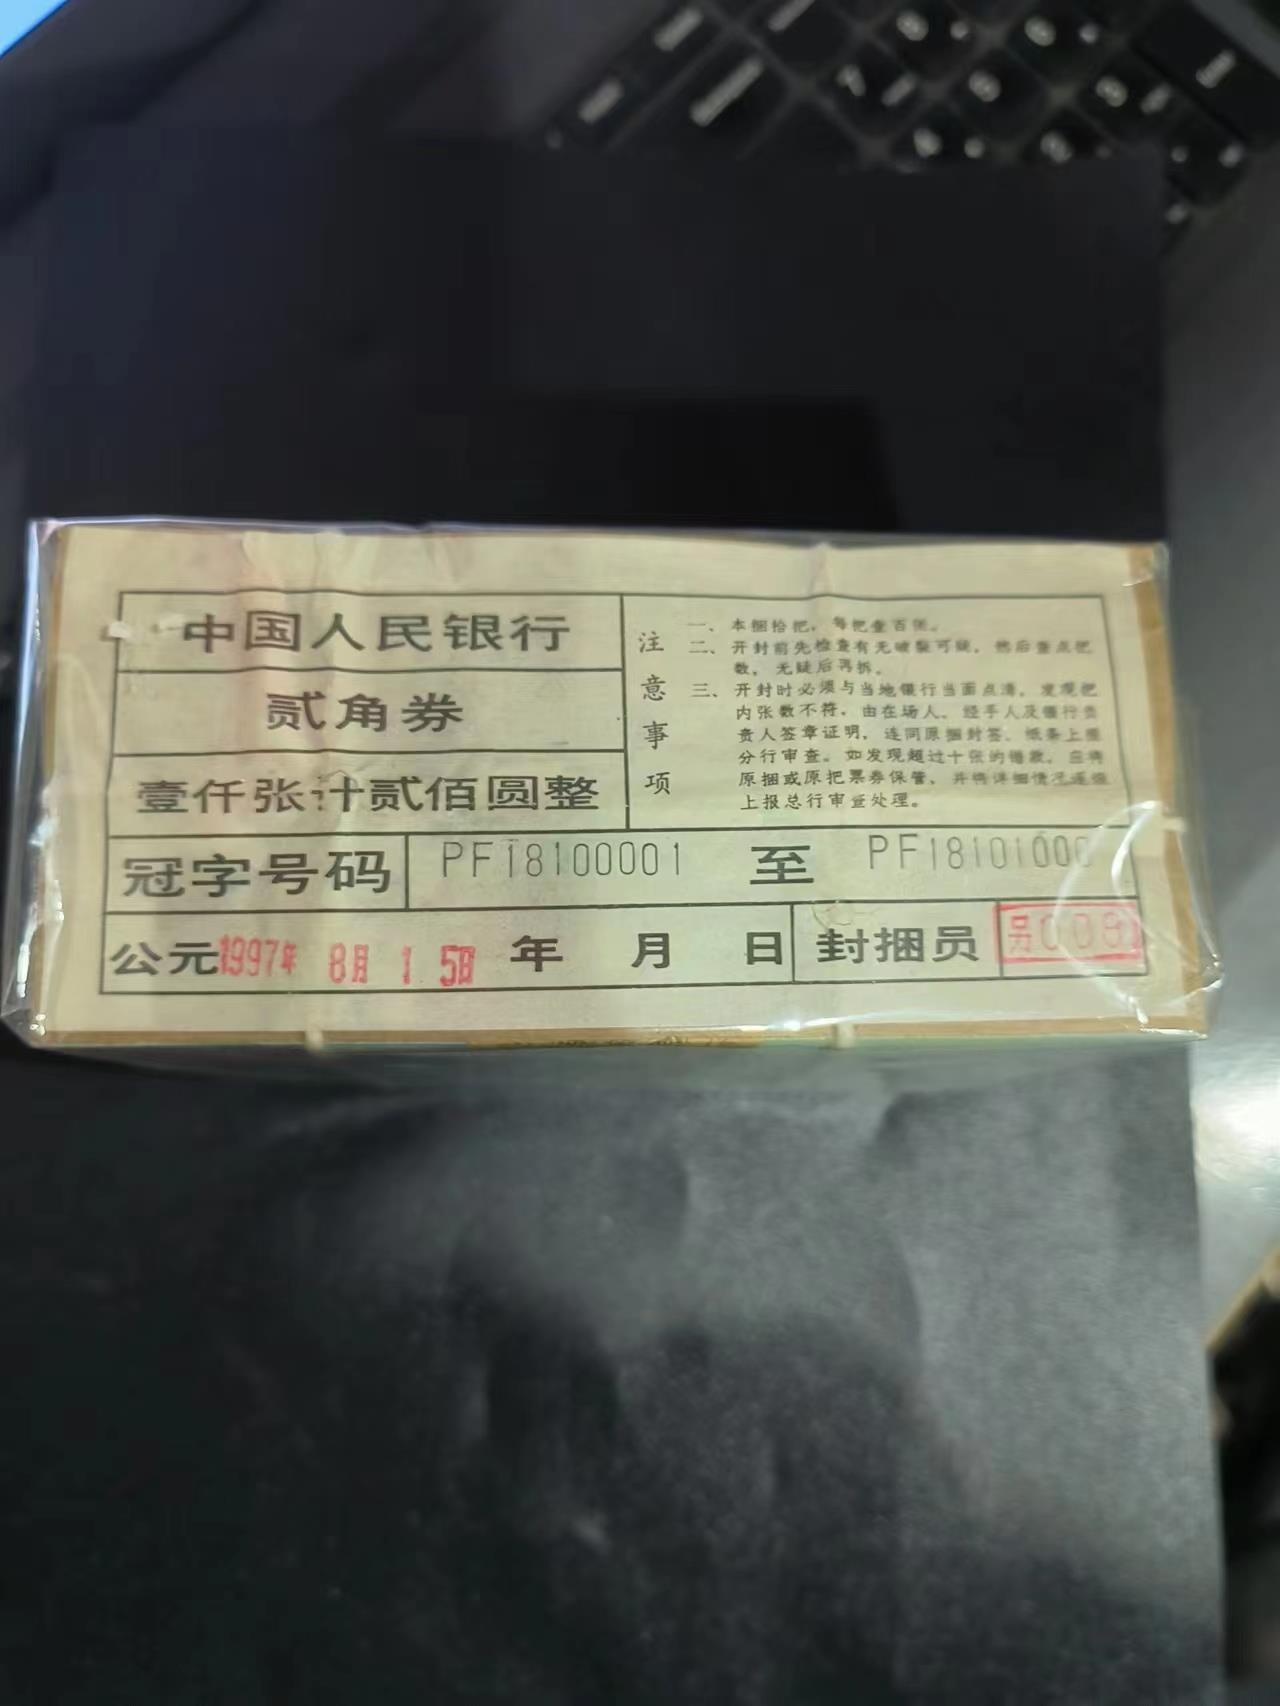 中国人民银行
贰角券
壹仟张计贰佰圆整
注意事项
一、本捆拾把，每把壹百张。
二、开封前先检查有无破裂可疑，然后查点把
数，无疑后再拆。
三、开封时必须与当地银行当面点清，发现把
内张数不符，由在场人、经手人及银行负
责人签章证明，连同原捆封签、纸条上报
分行审查。如发现超过十张的错款，应将
原捆或原把票券保管，并将详细情况逐级
上报总行审查处理。
冠字号码 PF18100001 至 PF18101000
公元1997年 8月 15日 年 月 日 封捆员